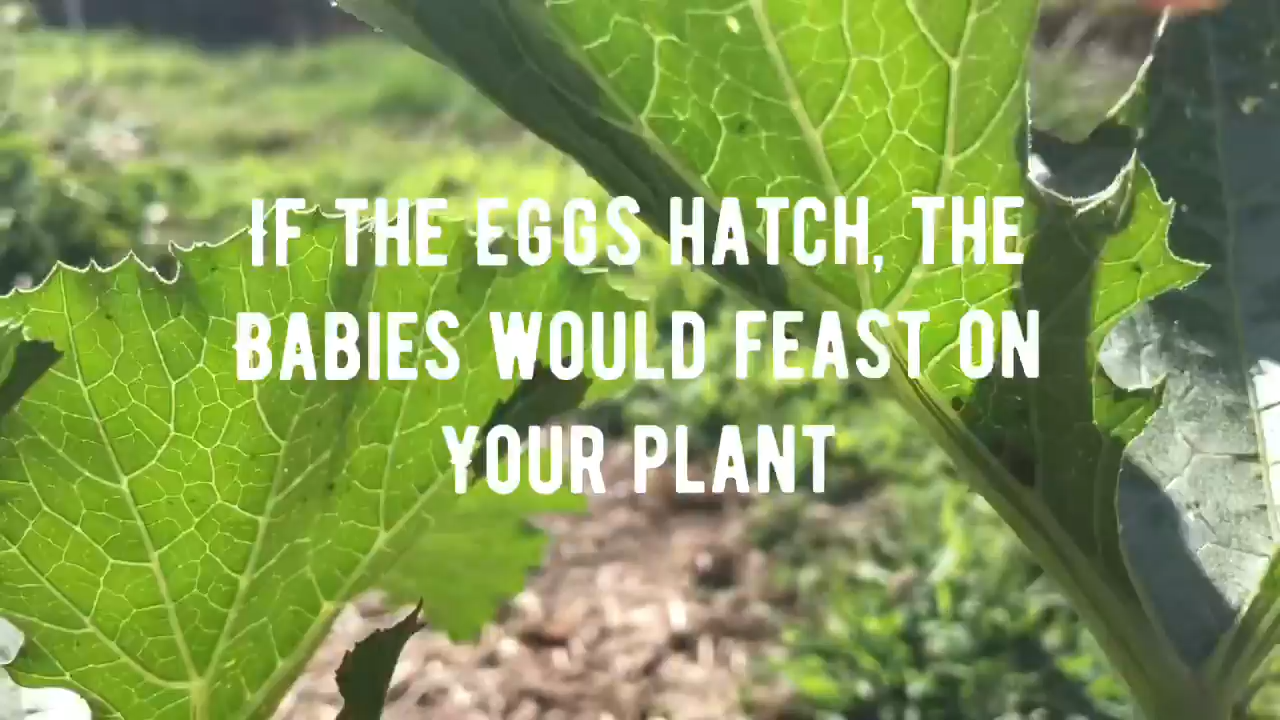 IF THE EGGS HATCH, THE
BABIES WOULD FEAST ON
YOUR PLANT